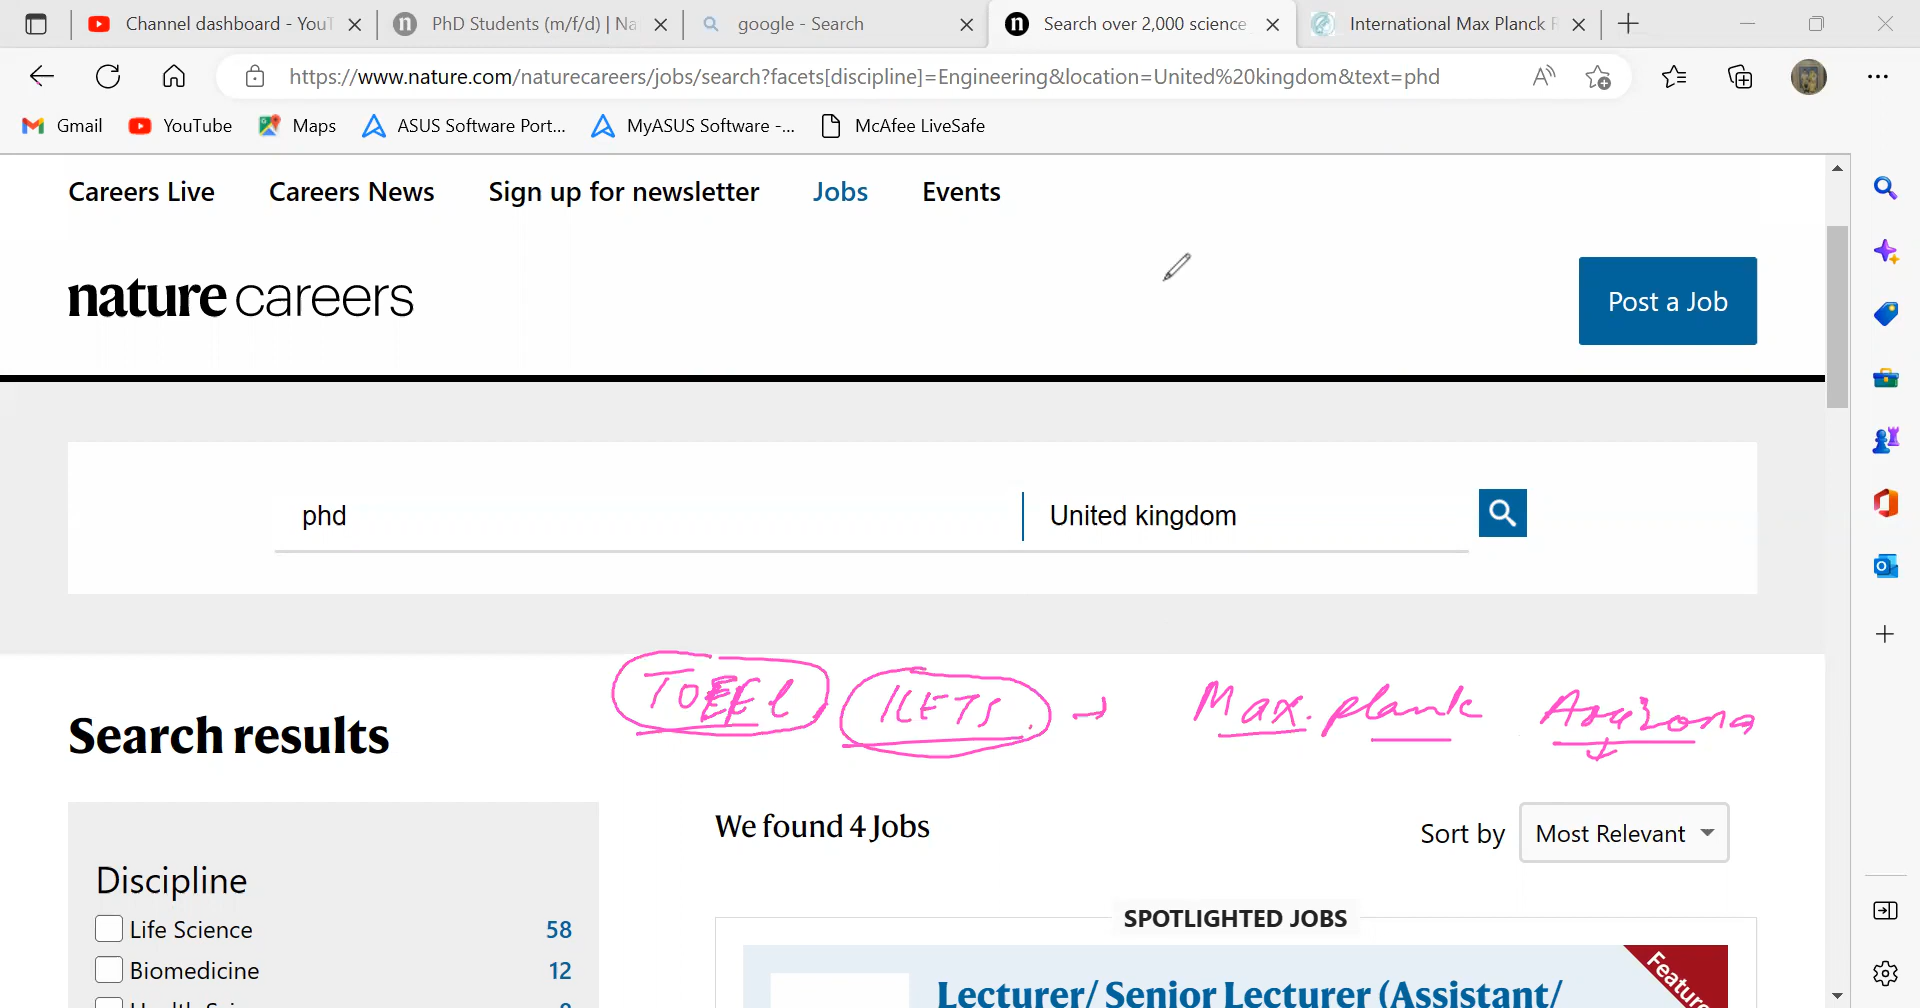 Channel dashboard - YouT
PhD Students (m/f/d) | Na
google - Search
Search over 2,000 science
International Max Planck R
https://www.nature.com/naturecareers/jobs/search?facets[discipline]=Engineering&location=United%20kingdom&text=phd
Gmail YouTube Maps ASUS Software Port... MyASUS Software -... McAfee LiveSafe
Careers Live Careers News Sign up for newsletter Jobs Events
nature careers
Post a Job
phd United kingdom
TOEFL IELTS → Max. plank Arizona
Search results
We found 4 Jobs
Sort by Most Relevant
Discipline
SPOTLIGHTED JOBS
Life Science 58
Biomedicine 12
Lecturer/ Senior Lecturer (Assistant/